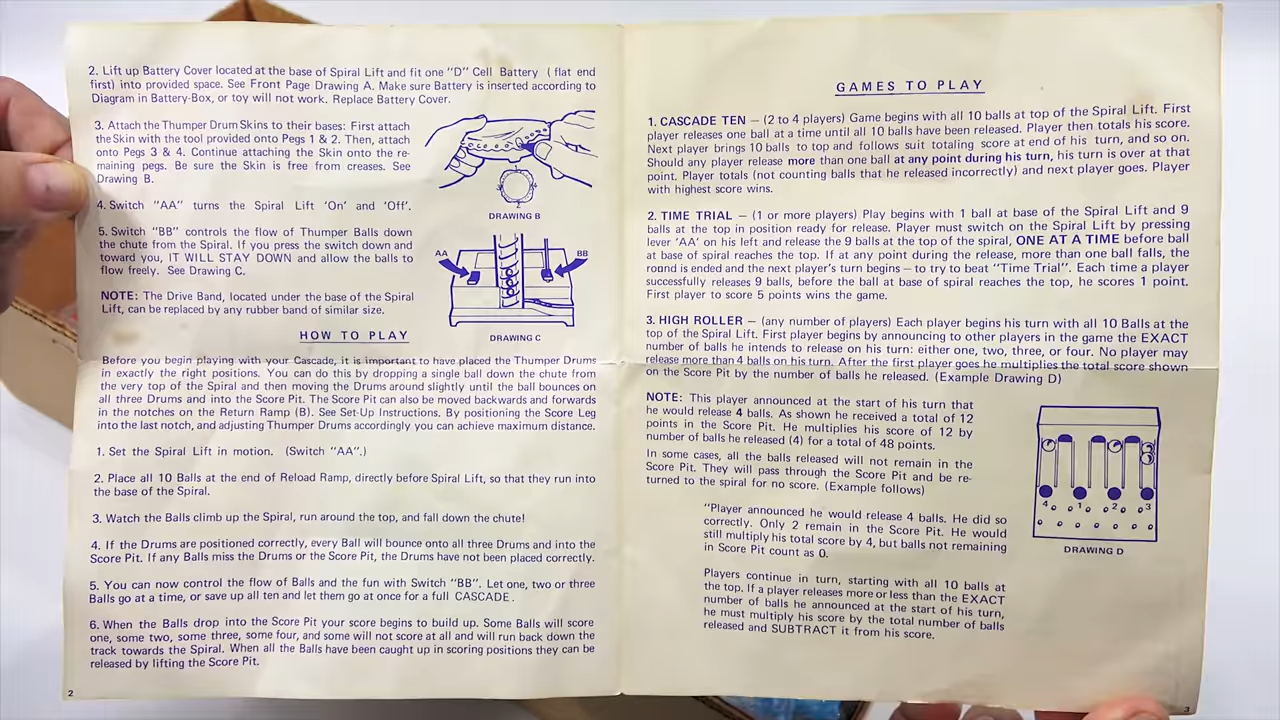 2. Lift up Battery Cover located at the base of Spiral Lift and fit one "D" Cell Battery ( flat end
first) into provided space. See Front Page Drawing A. Make sure Battery is inserted according to
Diagram in Battery-Box, or toy will not work. Replace Battery Cover.
3. Attach the Thumper Drum Skins to their bases: First attach
the Skin with the tool provided onto Pegs 1 & 2. Then, attach
onto Pegs 3 & 4. Continue attaching the Skin onto the re-
maining pegs. Be sure the Skin is free from creases. See
Drawing B.
DRAWING B
4. Switch "AA" turns the Spiral Lift 'On' and 'Off'.
5. Switch "BB" controls the flow of Thumper Balls down
the chute from the Spiral. If you press the switch down and
toward you, IT WILL STAY DOWN and allow the balls to
flow freely. See Drawing C.
AA
BB
NOTE: The Drive Band, located under the base of the Spiral
Lift, can be replaced by any rubber band of similar size.
DRAWING C
HOW TO PLAY
Before you begin playing with your Cascade, it is important to have placed the Thumper Drums
in exactly the right positions. You can do this by dropping a single ball down the chute from
the very top of the Spiral and then moving the Drums around slightly until the ball bounces on
all three Drums and into the Score Pit. The Score Pit can also be moved backwards and forwards
in the notches on the Return Ramp (B). See Set-Up Instructions. By positioning the Score Leg
into the last notch, and adjusting Thumper Drums accordingly you can achieve maximum distance.
1. Set the Spiral Lift in motion. (Switch "AA".)
2. Place all 10 Balls at the end of Reload Ramp, directly before Spiral Lift, so that they run into
the base of the Spiral.
3. Watch the Balls climb up the Spiral, run around the top, and fall down the chute!
4. If the Drums are positioned correctly, every Ball will bounce onto all three Drums and into the
Score Pit. If any Balls miss the Drums or the Score Pit, the Drums have not been placed correctly.
5. You can now control the flow of Balls and the fun with Switch "BB". Let one, two or three
Balls go at a time, or save up all ten and let them go at once for a full CASCADE.
6. When the Balls drop into the Score Pit your score begins to build up. Some Balls will score
one, some two, some three, some four, and some will not score at all and will run back down the
track towards the Spiral. When all the Balls have been caught up in scoring positions they can be
released by lifting the Score Pit.
2
GAMES TO PLAY
1. CASCADE TEN — (2 to 4 players) Game begins with all 10 balls at top of the Spiral Lift. First
player releases one ball at a time until all 10 balls have been released. Player then totals his score.
Next player brings 10 balls to top and follows suit totaling score at end of his turn, and so on.
Should any player release more than one ball at any point during his turn, his turn is over at that
point. Player totals (not counting balls that he released incorrectly) and next player goes. Player
with highest score wins.
2. TIME TRIAL — (1 or more players) Play begins with 1 ball at base of the Spiral Lift and 9
balls at the top in position ready for release. Player must switch on the Spiral Lift by pressing
lever 'AA' on his left and release the 9 balls at the top of the spiral, ONE AT A TIME before ball
at base of spiral reaches the top. If at any point during the release, more than one ball falls, the
round is ended and the next player's turn begins — to try to beat "Time Trial". Each time a player
successfully releases 9 balls, before the ball at base of spiral reaches the top, he scores 1 point.
First player to score 5 points wins the game.
3. HIGH ROLLER — (any number of players) Each player begins his turn with all 10 Balls at the
top of the Spiral Lift. First player begins by announcing to other players in the game the EXACT
number of balls he intends to release on his turn: either one, two, three, or four. No player may
release more than 4 balls on his turn. After the first player goes he multiplies the total score shown
on the Score Pit by the number of balls he released. (Example Drawing D)
NOTE: This player announced at the start of his turn that
he would release 4 balls. As shown he received a total of 12
points in the Score Pit. He multiplies his score of 12 by
number of balls he released (4) for a total of 48 points.
In some cases, all the balls released will not remain in the
Score Pit. They will pass through the Score Pit and be re-
turned to the spiral for no score. (Example follows)
4 1 2 3
DRAWING D
"Player announced he would release 4 balls. He did so
correctly. Only 2 remain in the Score Pit. He would
still multiply his total score by 4, but balls not remaining
in Score Pit count as 0.
Players continue in turn, starting with all 10 balls at
the top. If a player releases more or less than the EXACT
number of balls he announced at the start of his turn,
he must multiply his score by the total number of balls
released and SUBTRACT it from his score.
3